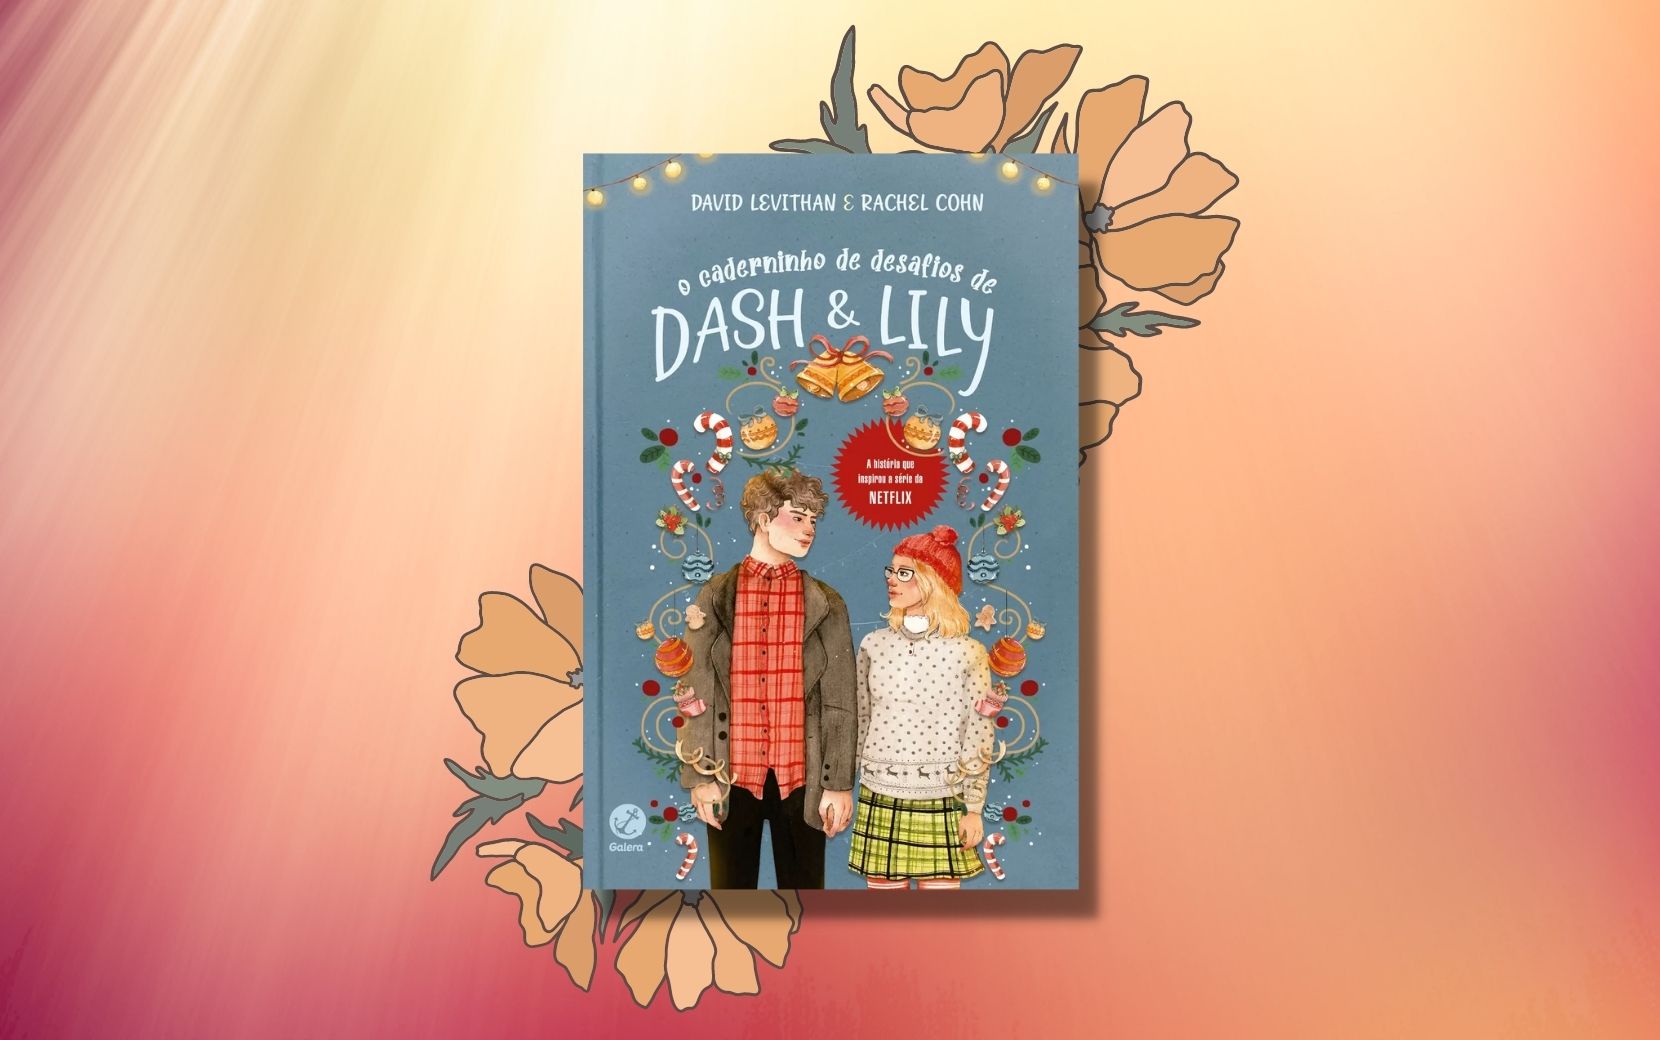 DAVID LEVITHAN & RACHEL COHN
o caderninho de desafios de
DASH & LILY
A história que
inspirou a série da
NETFLIX
Galera